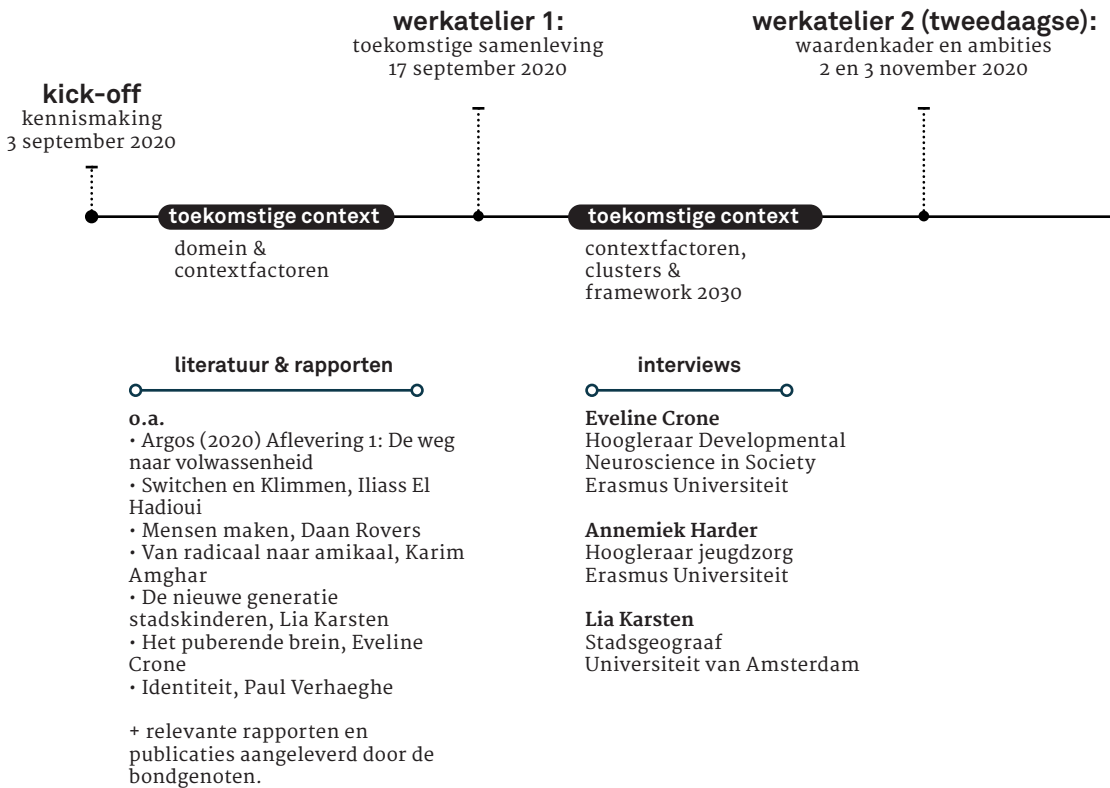 kick-off
kennismaking
3 september 2020
werkatelier 1:
toekomstige samenleving
17 september 2020
werkatelier 2 (tweedaagse):
waardenkader en ambities
2 en 3 november 2020
toekomstige context
domein &
contextfactoren
toekomstige context
contextfactoren,
clusters &
framework 2030
literatuur & rapporten
o.a.
• Argos (2020) Aflevering 1: De weg
naar volwassenheid
• Switchen en Klimmen, Iliass El
Hadioui
• Mensen maken, Daan Rovers
• Van radicaal naar amikaal, Karim
Amghar
• De nieuwe generatie
stadskinderen, Lia Karsten
• Het puberende brein, Eveline
Crone
• Identiteit, Paul Verhaeghe
+ relevante rapporten en
publicaties aangeleverd door de
bondgenoten.
interviews
Eveline Crone
Hoogleraar Developmental
Neuroscience in Society
Erasmus Universiteit
Annemiek Harder
Hoogleraar jeugdzorg
Erasmus Universiteit
Lia Karsten
Stadsgeograaf
Universiteit van Amsterdam